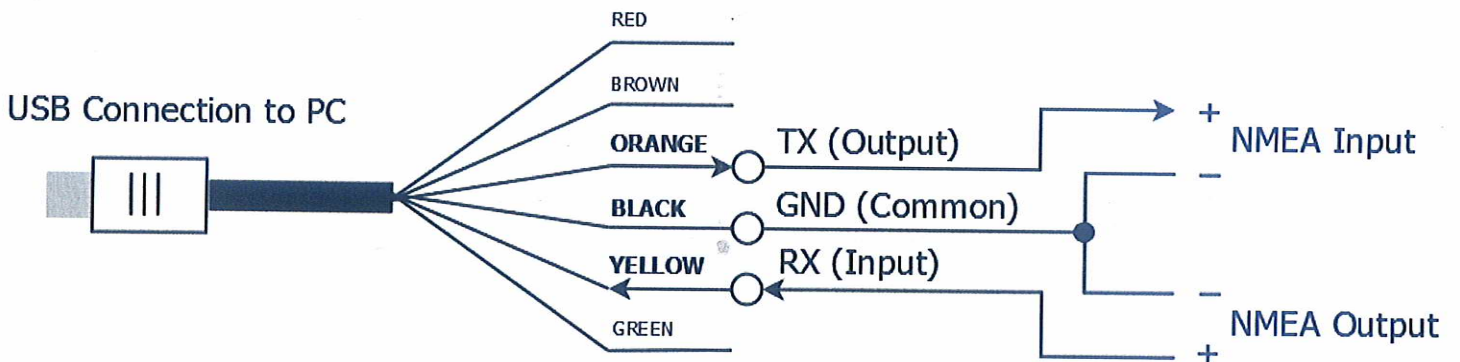 USB Connection to PC
RED
BROWN
ORANGE
TX (Output)
BLACK
GND (Common)
YELLOW
RX (Input)
GREEN
+
NMEA Input
–
–
NMEA Output
+